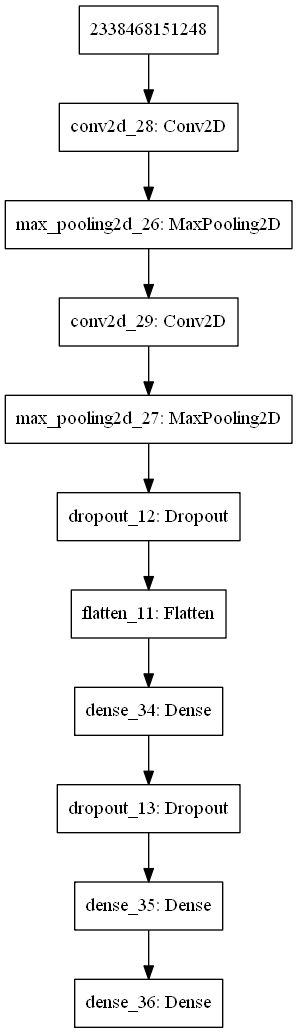 2338468151248
conv2d_28: Conv2D
max_pooling2d_26: MaxPooling2D
conv2d_29: Conv2D
max_pooling2d_27: MaxPooling2D
dropout_12: Dropout
flatten_11: Flatten
dense_34: Dense
dropout_13: Dropout
dense_35: Dense
dense_36: Dense